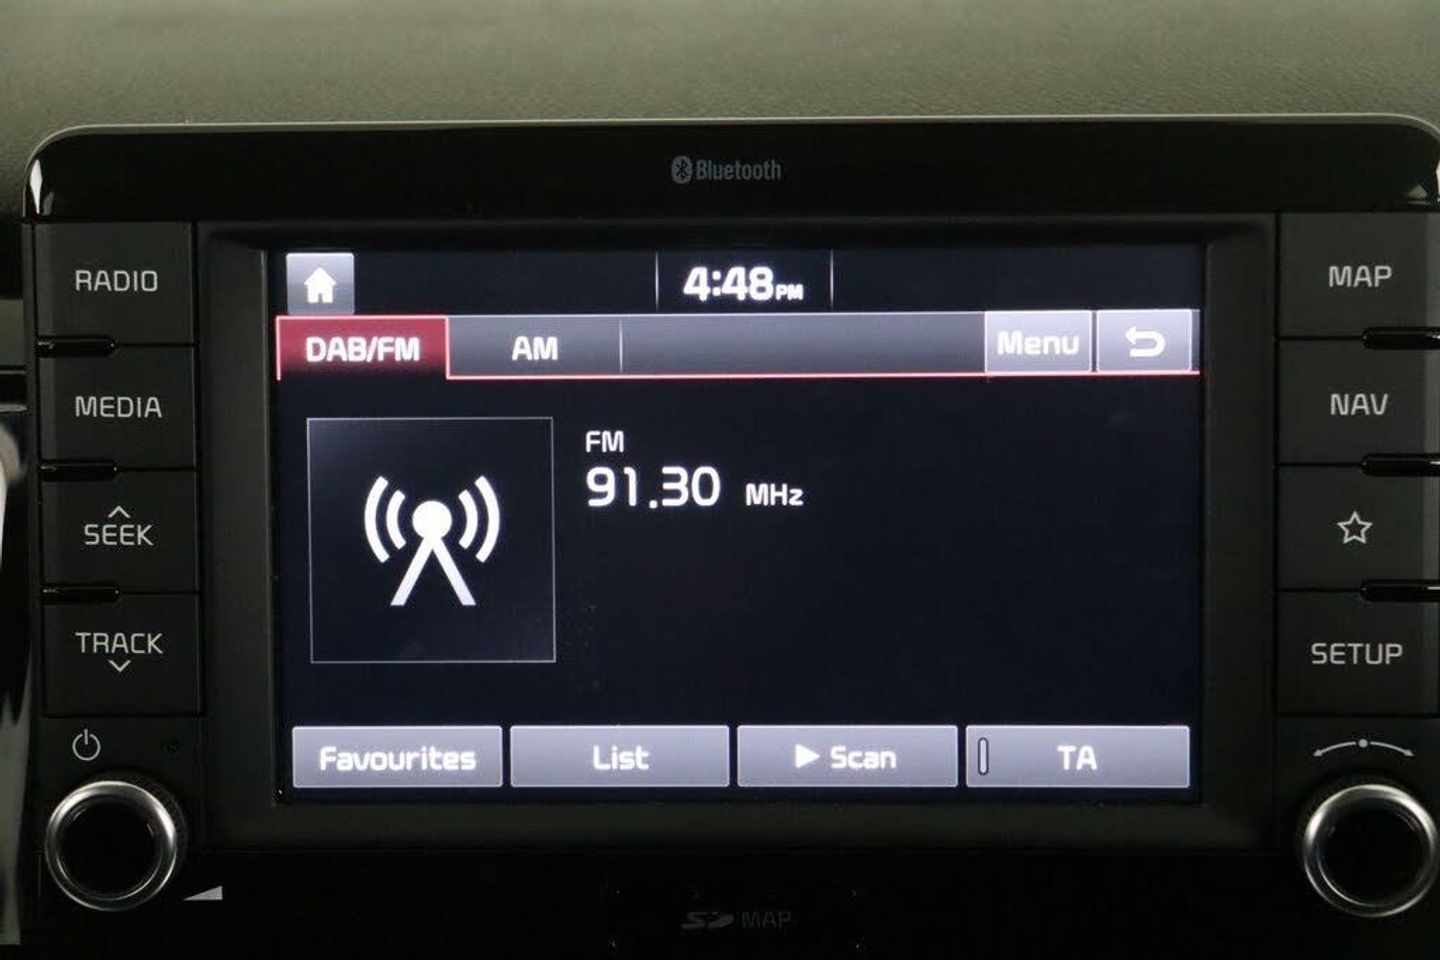 Bluetooth
RADIO
MEDIA
SEEK
TRACK
4:48PM
DAB/FM AM Menu
FM
91.30 MHz
Favourites List Scan TA
MAP
NAV
SETUP
SD MAP